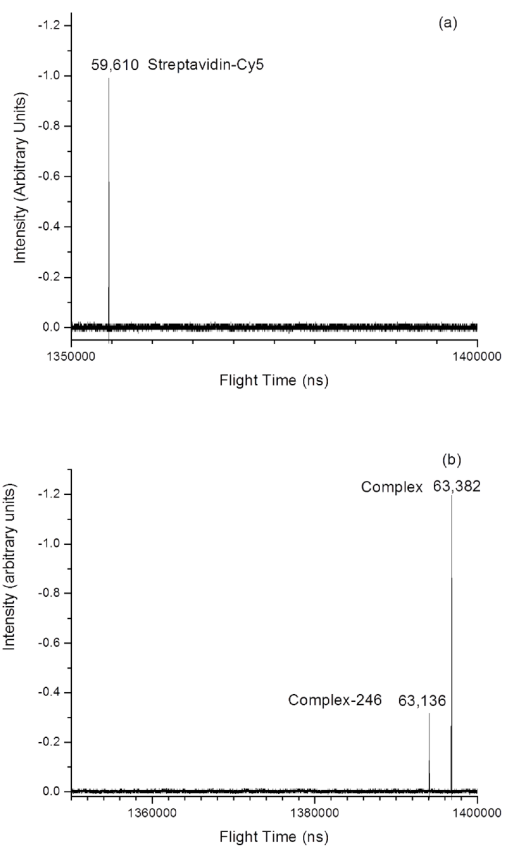 (a)
-1.2
59,610 Streptavidin-Cy5
-1.0
-0.8
-0.6
-0.4
-0.2
0.0
Intensity (Arbitrary Units)
1350000 1400000
Flight Time (ns)
(b)
Complex 63,382
-1.2
-1.0
-0.8
-0.6
Complex-246 63,136
-0.4
-0.2
0.0
Intensity (arbitrary units)
1360000 1380000 1400000
Flight Time (ns)